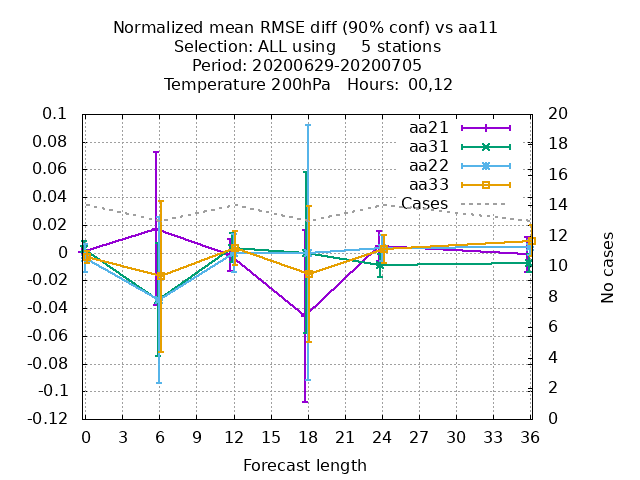 Normalized mean RMSE diff (90% conf) vs aa11
Selection: ALL using     5 stations
Period: 20200629-20200705
Temperature 200hPa   Hours:  00,12
0.1
0.08
0.06
0.04
0.02
0
-0.02
-0.04
-0.06
-0.08
-0.1
-0.12
20
18
16
14
12
10
8
6
4
2
0
aa21
aa31
aa22
aa33
Cases
No cases
0 3 6 9 12 15 18 21 24 27 30 33 36
Forecast length